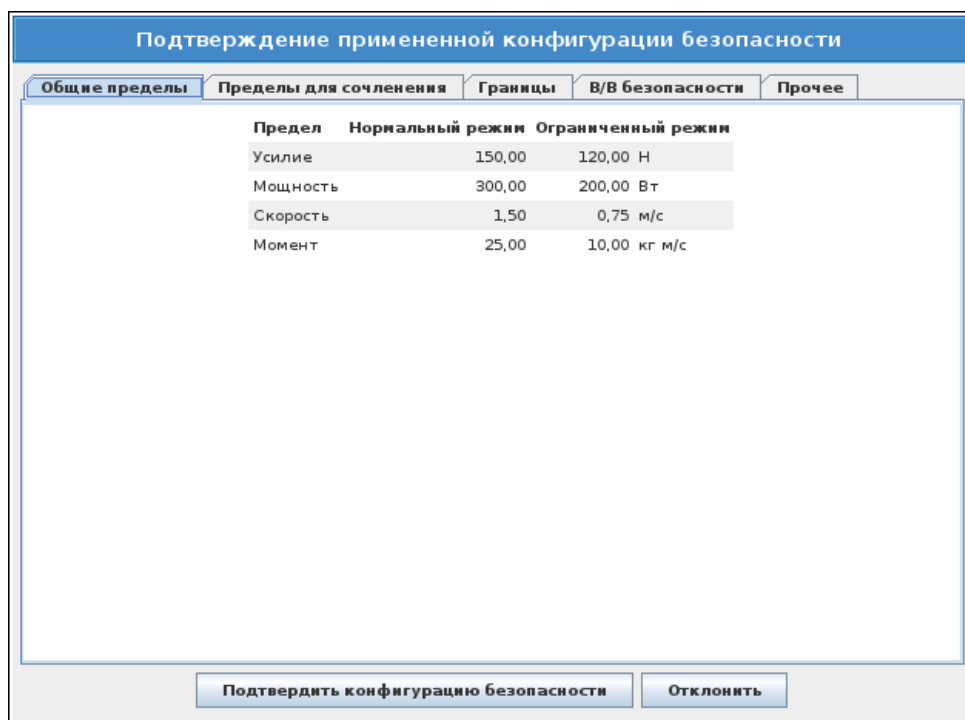 Подтверждение примененной конфигурации безопасности
Общие пределы Пределы для сочленения Границы В/В безопасности Прочее
Предел Нормальный режим Ограниченный режим
Усилие 150,00 120,00 Н
Мощность 300,00 200,00 Вт
Скорость 1,50 0,75 м/с
Момент 25,00 10,00 кг м/с
Подтвердить конфигурацию безопасности Отклонить